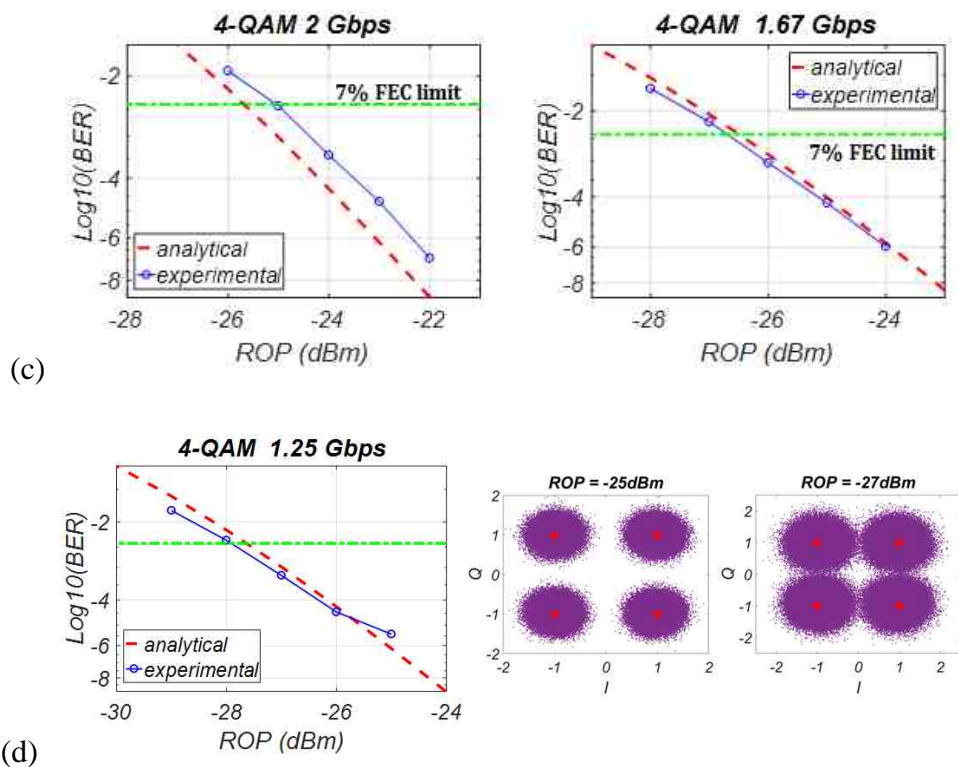 4-QAM 2 Gbps
Log10(BER)
-2
-4
-6
-8
7% FEC limit
analytical
experimental
-28
-26
-24
-22
ROP (dBm)
4-QAM 1.67 Gbps
Log10(BER)
-2
-4
-6
-8
analytical
experimental
7% FEC limit
-28
-26
-24
ROP (dBm)
(c)
4-QAM 1.25 Gbps
Log10(BER)
-2
-4
-6
-8
analytical
experimental
-30
-28
-26
-24
ROP (dBm)
ROP = -25dBm
Q
2
1
0
-1
-2
-2
-1
0
1
2
I
ROP = -27dBm
Q
2
1
0
-1
-2
-2
-1
0
1
2
I
(d)